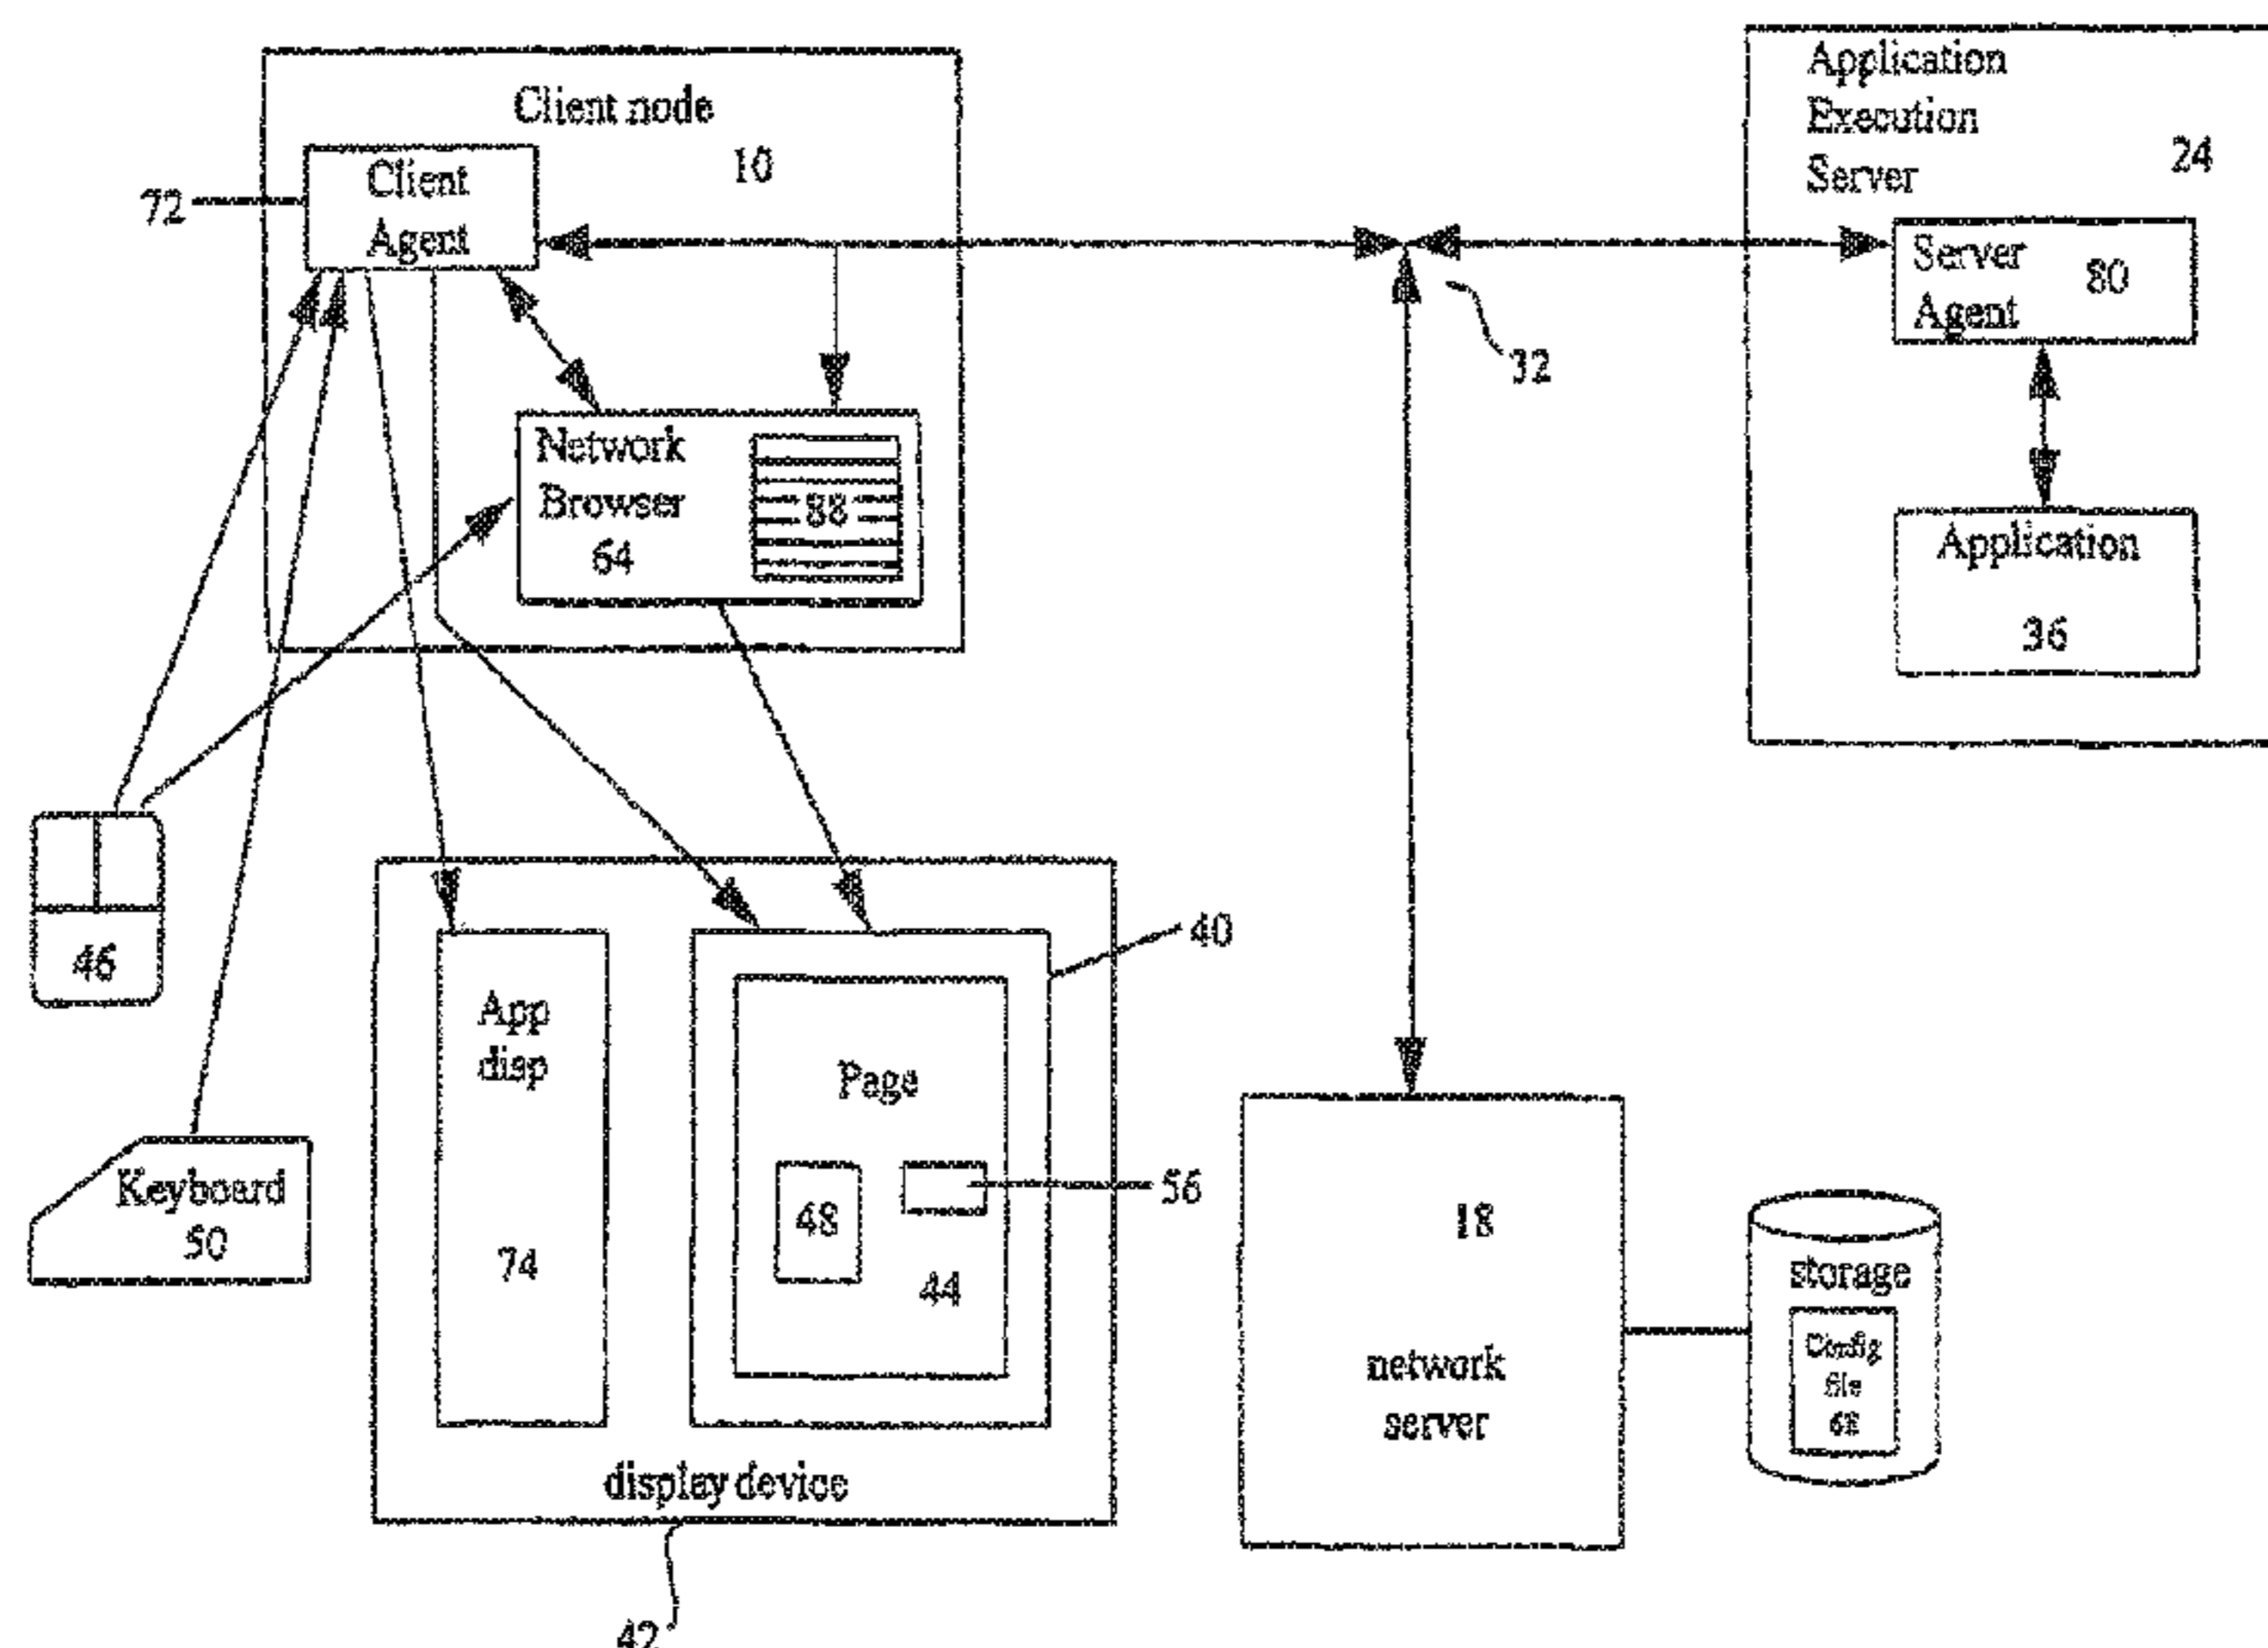 Client node
10
Client
Agent
72
Network
Browser
64
88
Application
Execution
Server
24
Server
Agent
80
Application
36
32
46
Keyboard
50
App
disp
74
Page
48
44
56
40
display device
42
18
network
server
storage
Config
file
68